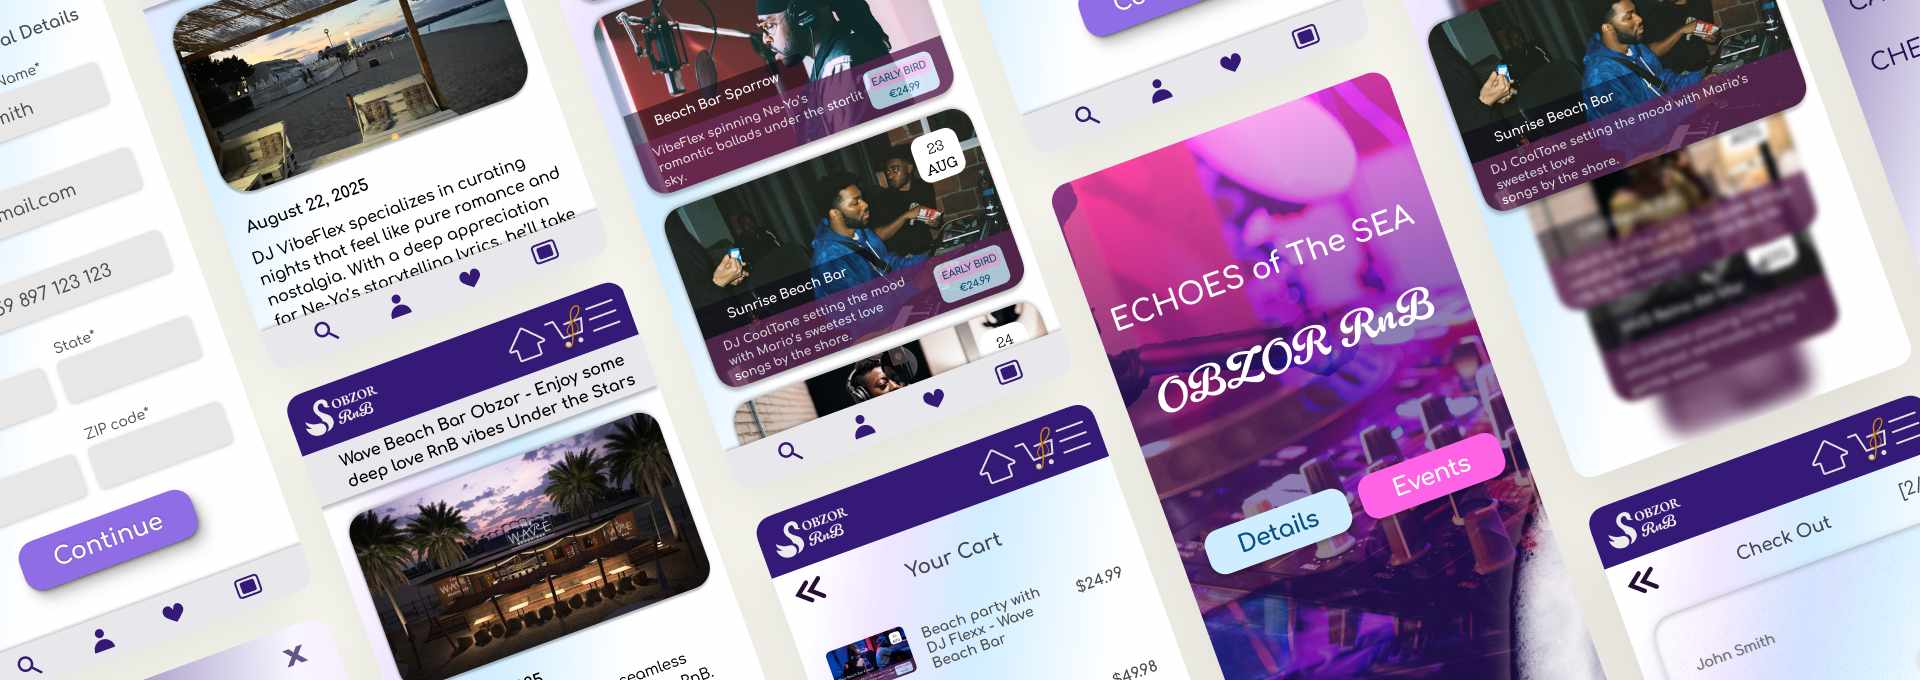 al Details
Name*
mith
mail.com
59 897 123 123
State*
ZIP code*
Continue
x
August 22, 2025
DJ VibeFlex specializes in curating
nights that feel like pure romance and
nostalgia. With a deep appreciation
for Ne-Yo's storytelling lyrics, he'll take
OBZOR
RnB
Wave Beach Bar Obzor - Enjoy some
deep love RnB vibes Under the Stars
WAVE
seamless
RnB.
Beach Bar Sparrow
VibeFlex spinning Ne-Yo's
romantic ballads under the starlit
sky.
EARLY BIRD
€24.99
23
AUG
Sunrise Beach Bar
DJ CoolTone setting the mood
with Mario's sweetest love
songs by the shore.
EARLY BIRD
€24.99
24
OBZOR
RnB
Your Cart
Beach party with
DJ Flexx - Wave
Beach Bar
$24.99
$49.98
ECHOES of The SEA
OBZOR RnB
Details
Events
Sunrise Beach Bar
DJ CoolTone setting the mood with Mario's
sweetest love
songs by the shore.
OBZOR
RnB
[2/
Check Out
John Smith
CHE